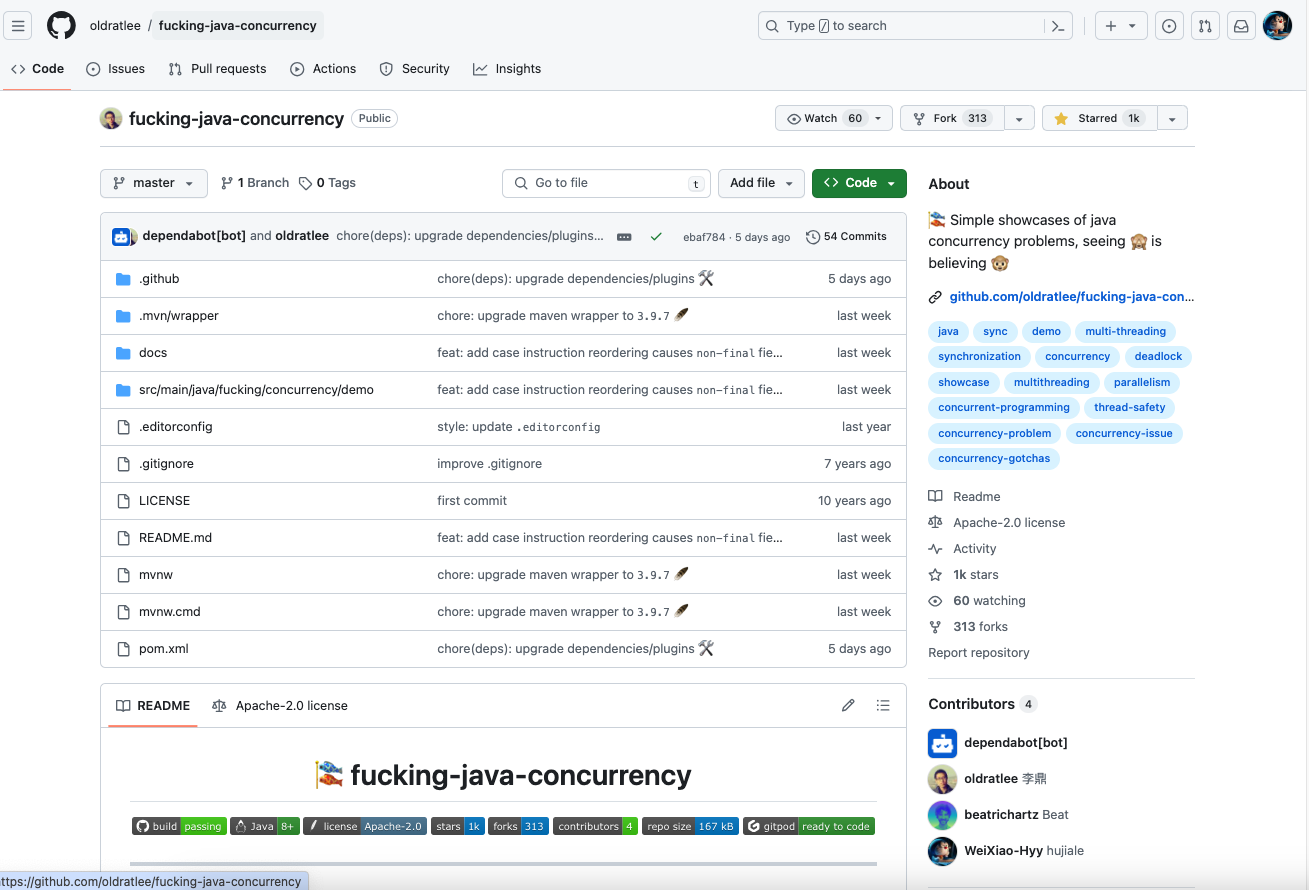 oldratlee / fucking-java-concurrency
Type / to search
Code Issues Pull requests Actions Security Insights
fucking-java-concurrency Public
Watch 60 Fork 313 Starred 1k
master 1 Branch 0 Tags Go to file t Add file Code
dependabot[bot] and oldratlee chore(deps): upgrade dependencies/plugins... ebaf784 · 5 days ago 54 Commits
.github chore(deps): upgrade dependencies/plugins 🛠 5 days ago
.mvn/wrapper chore: upgrade maven wrapper to 3.9.7 🪶 last week
docs feat: add case instruction reordering causes non-final fie... last week
src/main/java/fucking/concurrency/demo feat: add case instruction reordering causes non-final fie... last week
.editorconfig style: update .editorconfig last year
.gitignore improve .gitignore 7 years ago
LICENSE first commit 10 years ago
README.md feat: add case instruction reordering causes non-final fie... last week
mvnw chore: upgrade maven wrapper to 3.9.7 🪶 last week
mvnw.cmd chore: upgrade maven wrapper to 3.9.7 🪶 last week
pom.xml chore(deps): upgrade dependencies/plugins 🛠 5 days ago
README Apache-2.0 license
🎏 fucking-java-concurrency
build passing Java 8+ license Apache-2.0 stars 1k forks 313 contributors 4 repo size 167 kB gitpod ready to code
About
🎏 Simple showcases of java
concurrency problems, seeing 🙈 is
believing 🐵
github.com/oldratlee/fucking-java-con...
java sync demo multi-threading
synchronization concurrency deadlock
showcase multithreading parallelism
concurrent-programming thread-safety
concurrency-problem concurrency-issue
concurrency-gotchas
Readme
Apache-2.0 license
Activity
1k stars
60 watching
313 forks
Report repository
Contributors 4
dependabot[bot]
oldratlee 李鼎
beatrichartz Beat
WeiXiao-Hyy hujiale
ttps://github.com/oldratlee/fucking-java-concurrency